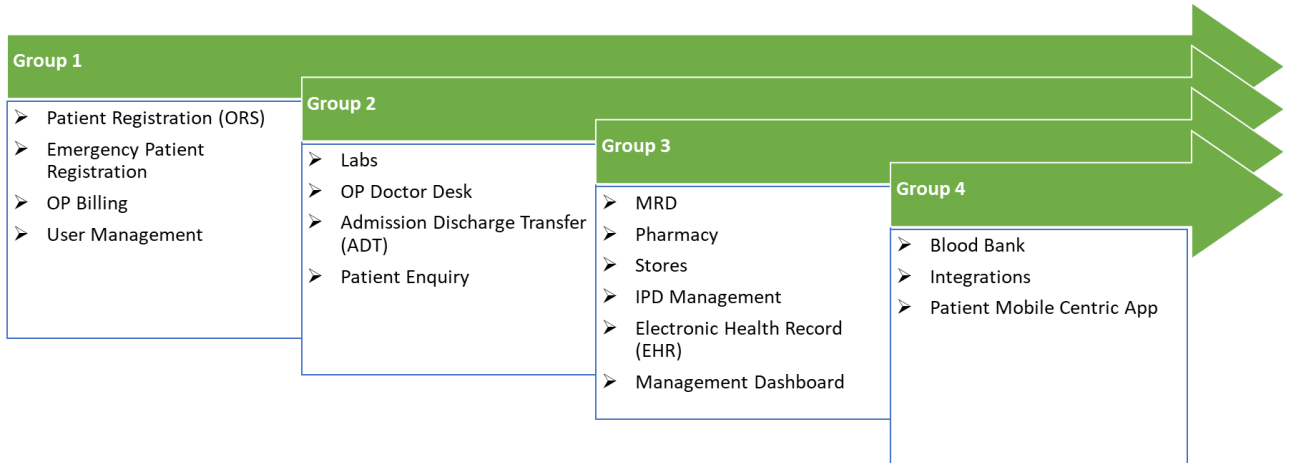 Group 1
Patient Registration (ORS)
Emergency Patient
Registration
OP Billing
User Management
Group 2
Labs
OP Doctor Desk
Admission Discharge Transfer
(ADT)
Patient Enquiry
Group 3
MRD
Pharmacy
Stores
IPD Management
Electronic Health Record
(EHR)
Management Dashboard
Group 4
Blood Bank
Integrations
Patient Mobile Centric App